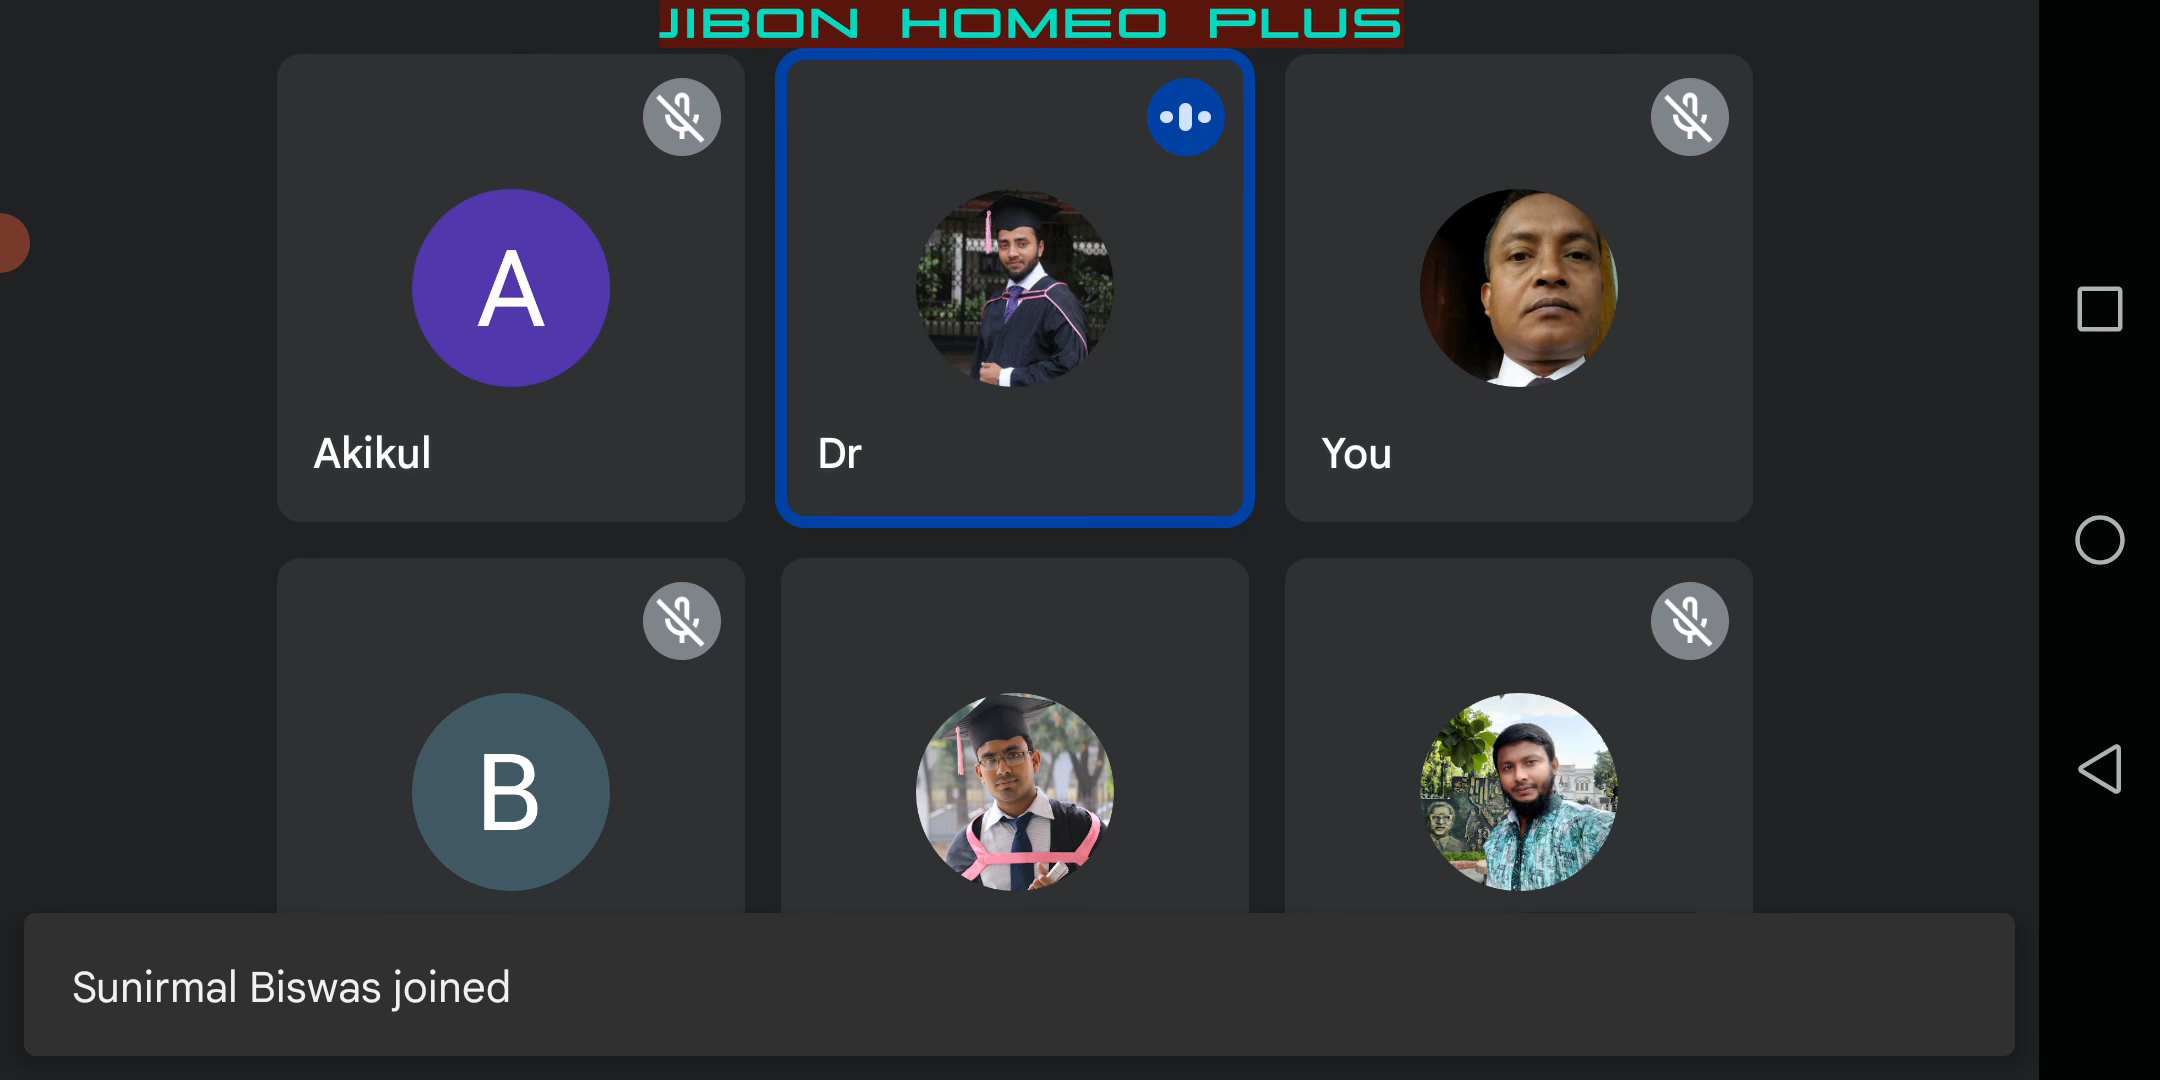 JIBON HOMEO PLUS
A
Akikul
Dr
You
B
Sunirmal Biswas joined